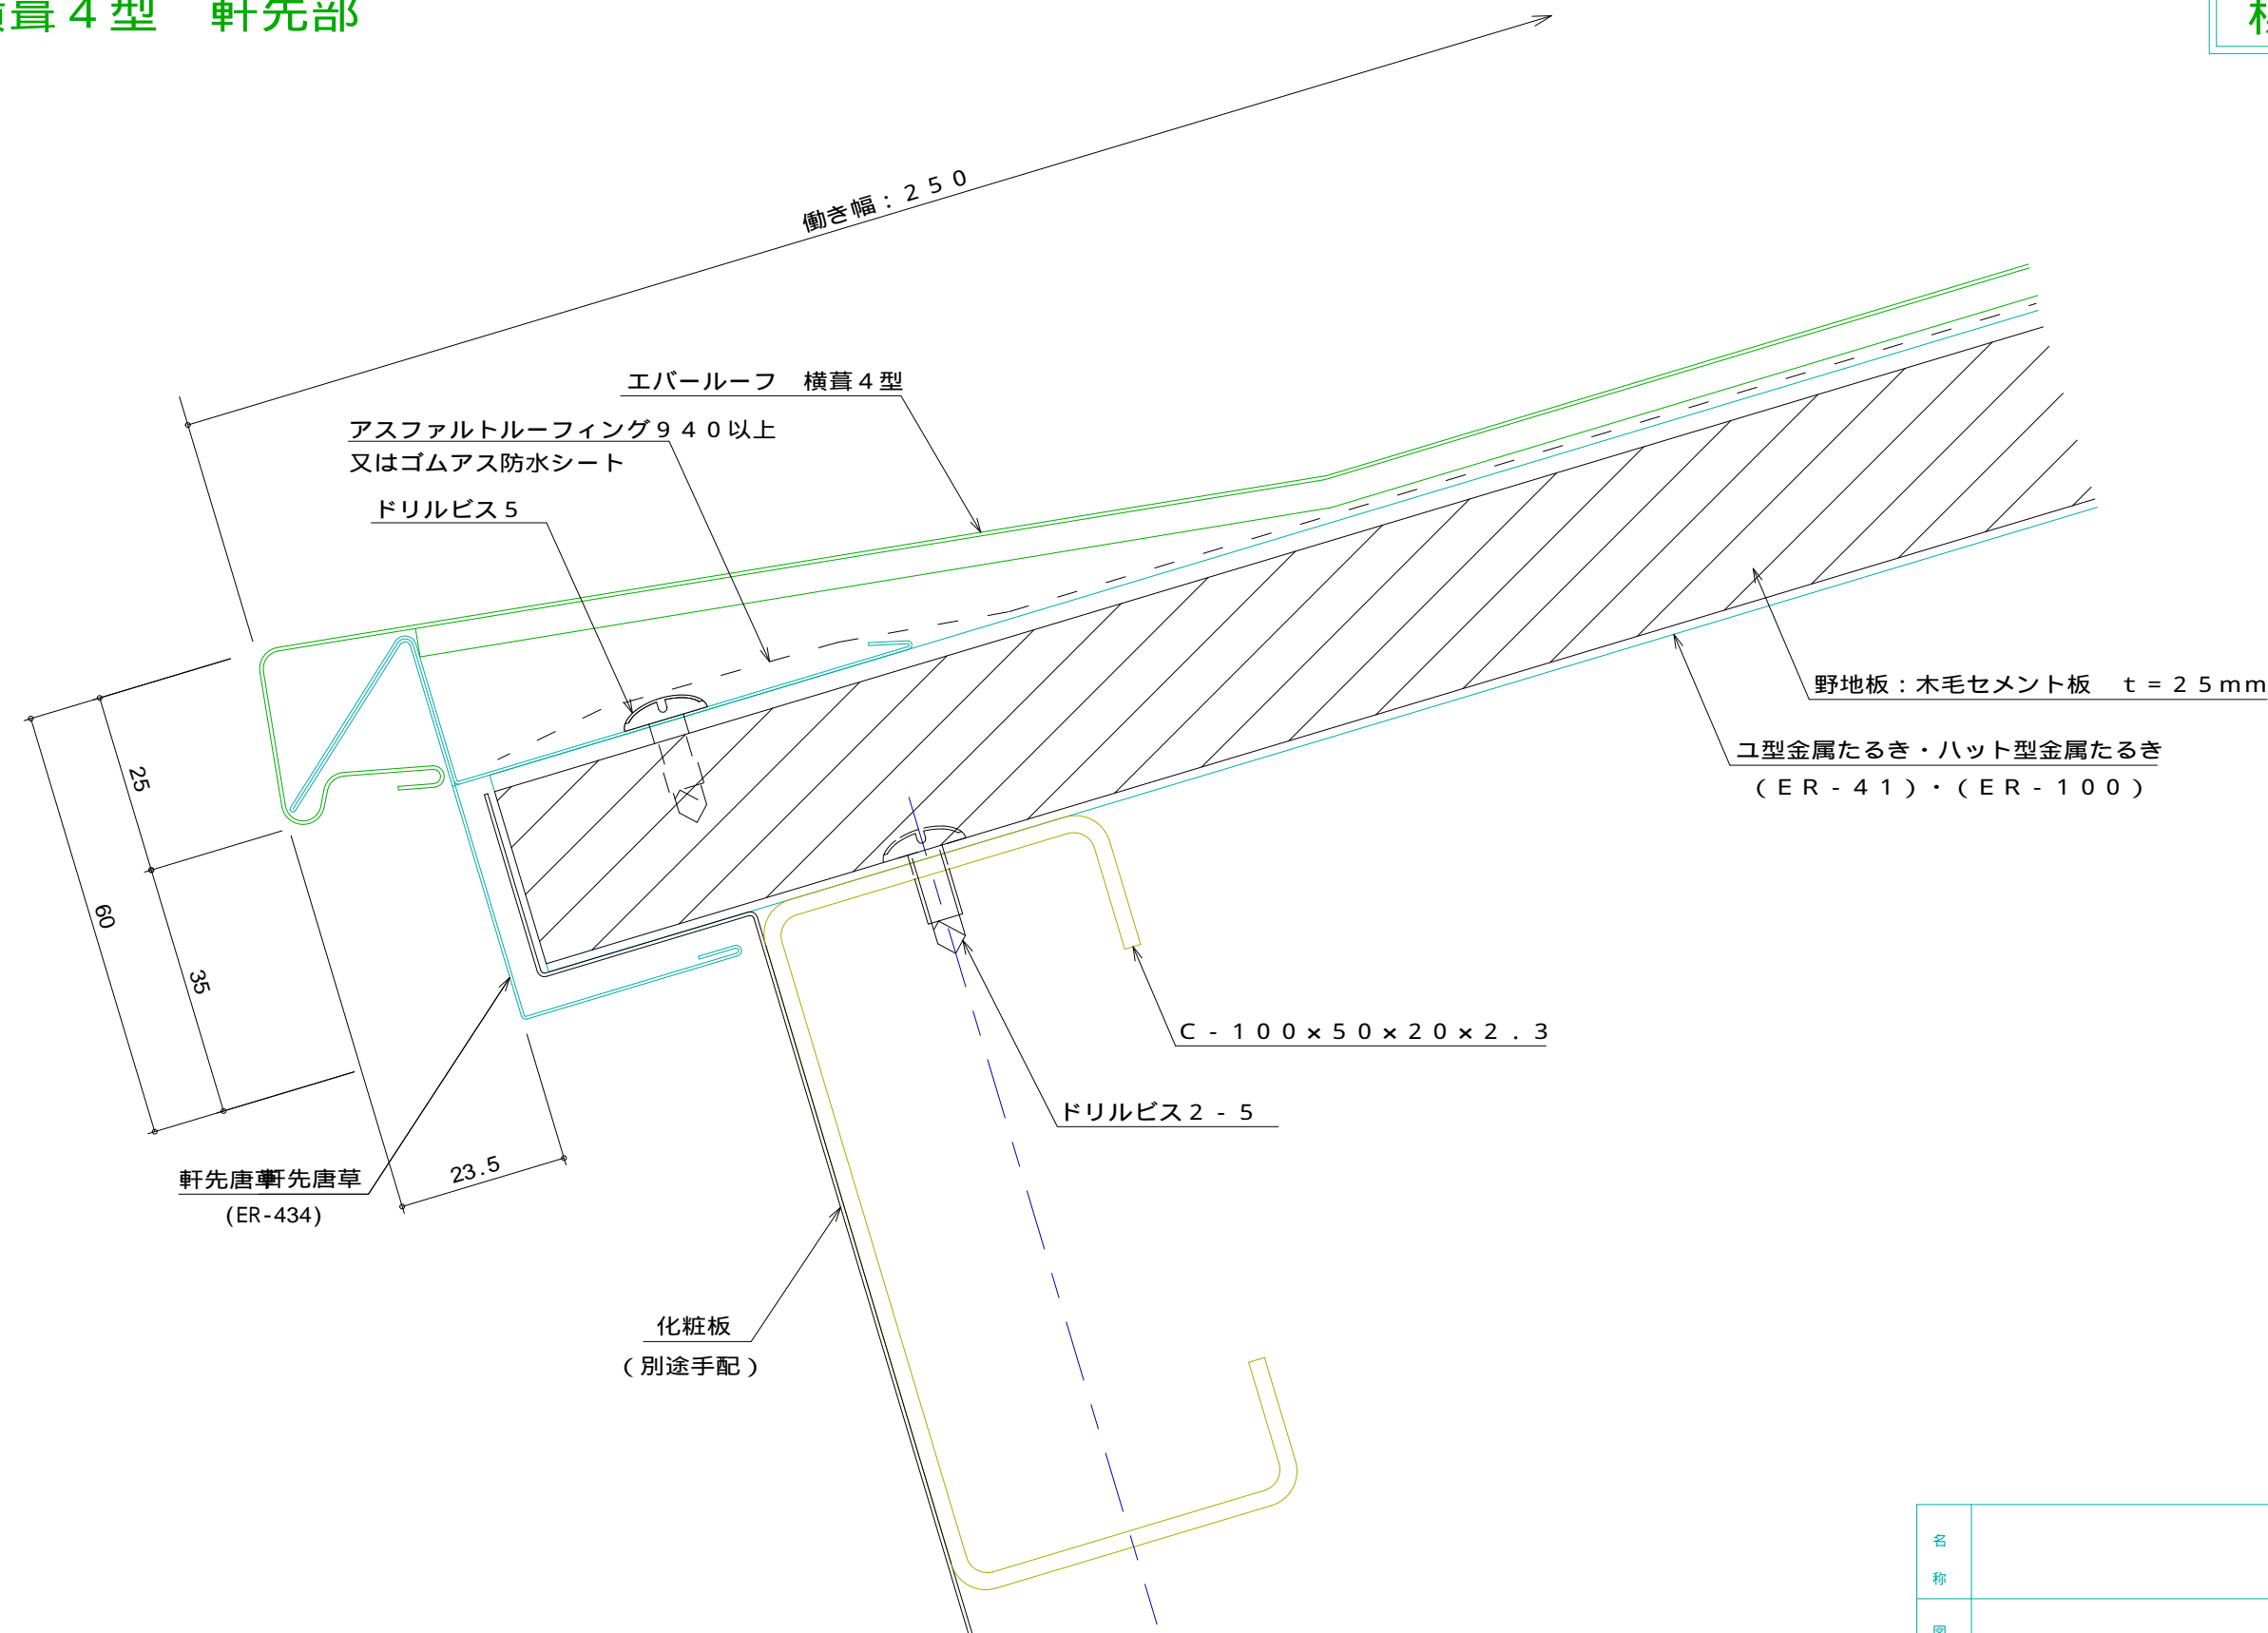 横葺４型　軒先部
働き幅：２５０
エバールーフ　横葺４型
アスファルトルーフィング９４０以上
又はゴムアス防水シート
ドリルビス５
野地板：木毛セメント板　ｔ＝２５ｍｍ
ユ型金属たるき・ハット型金属たるき
（ＥＲ－４１）・（ＥＲ－１００）
25
60
35
23.5
Ｃ－１００×５０×２０×２．３
ドリルビス２－５
軒先唐草軒先唐草
(ER-434)
化粧板
（別途手配）
名
称
図